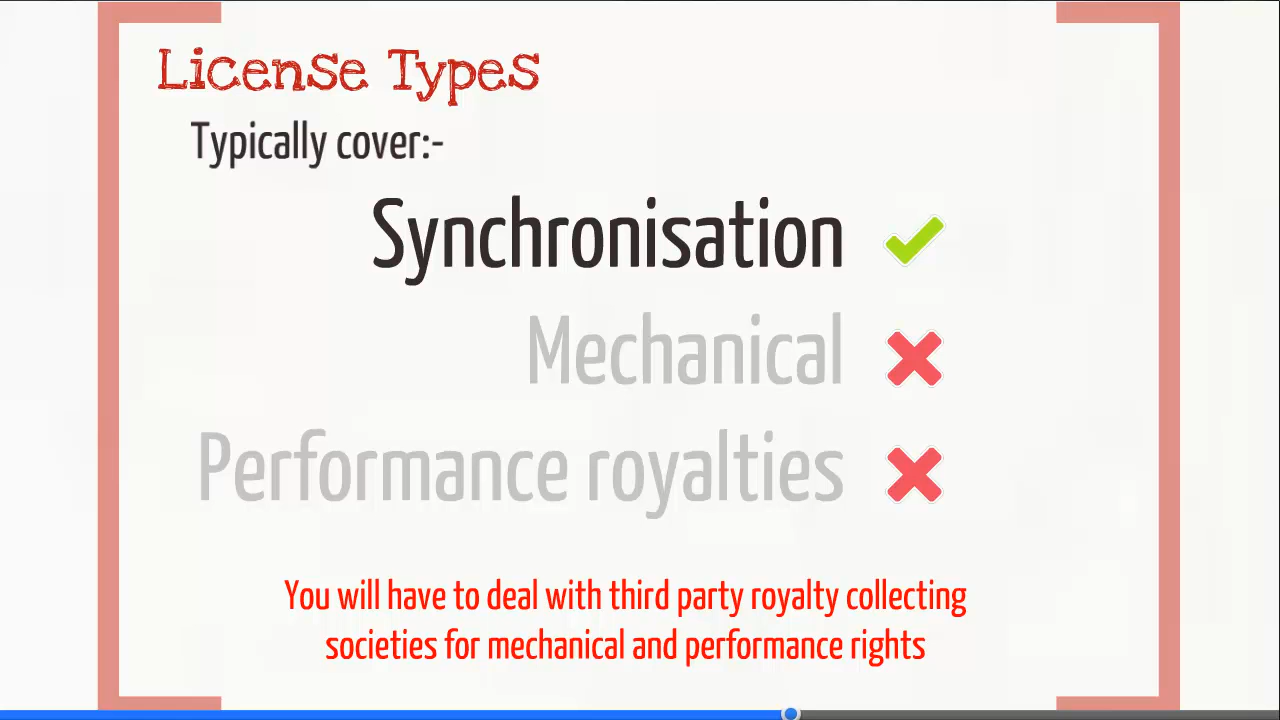 License Types
Typically cover:-
Synchronisation
Mechanical
Performance royalties
You will have to deal with third party royalty collecting
societies for mechanical and performance rights